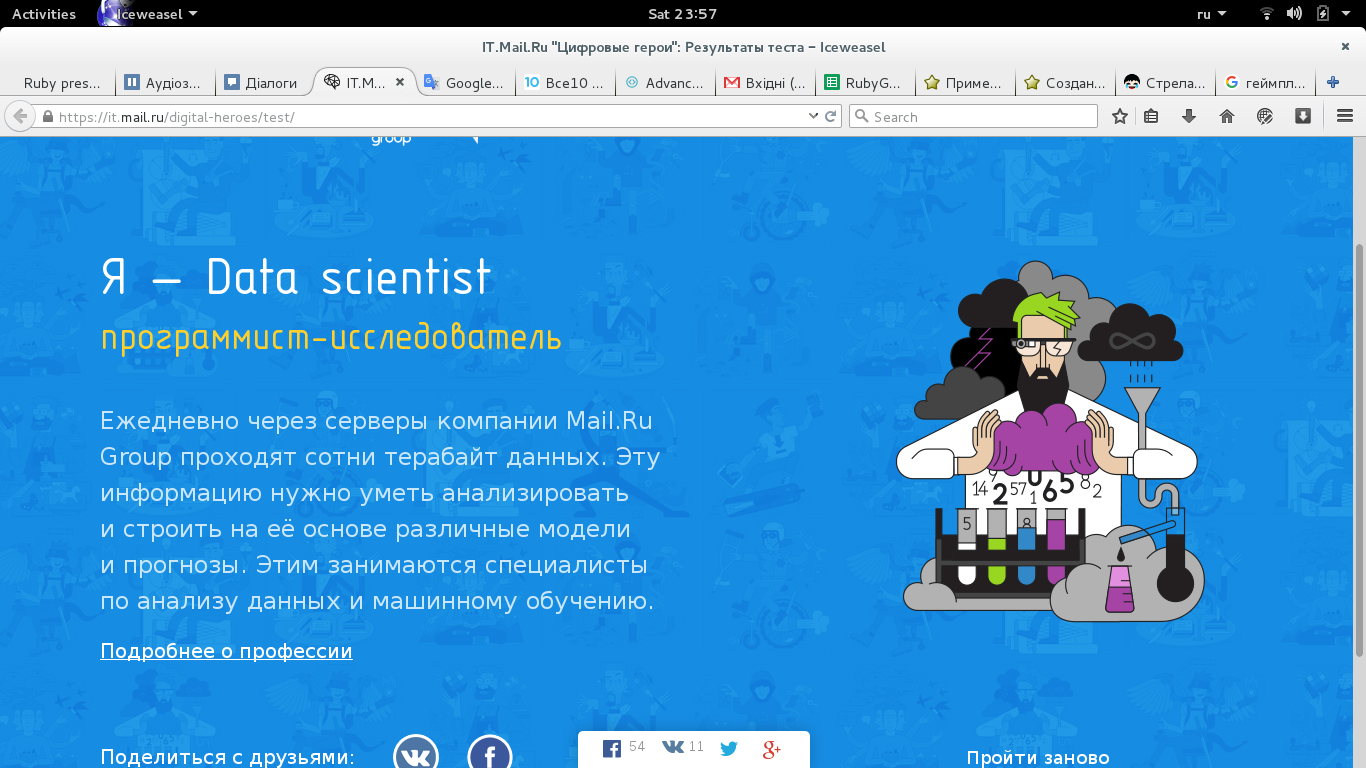 Activities Iceweasel Sat 23:57 ru
IT.Mail.Ru "Цифровые герои": Результаты теста – Iceweasel
Ruby pres... Аудіоз... Діалоги IT.M... Google... Все10 ... Advanc... Вхідні (... RubyG... Приме... Создан... Стрела... геймпл...
https://it.mail.ru/digital-heroes/test/ Search
group
Я – Data scientist
программист-исследователь
Ежедневно через серверы компании Mail.Ru
Group проходят сотни терабайт данных. Эту
информацию нужно уметь анализировать
и строить на её основе различные модели
и прогнозы. Этим занимаются специалисты
по анализу данных и машинному обучению.
Подробнее о профессии
14 9 2 57 0 1 6 5 8 2
5 8
Поделиться с друзьями: 54 11 Пройти заново